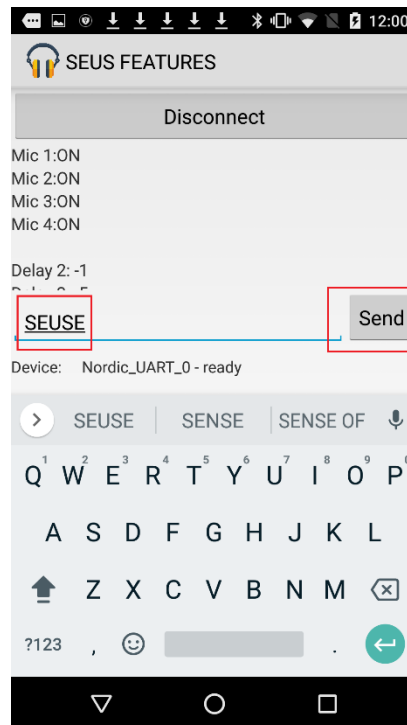 12:00
SEUS FEATURES
Disconnect
Mic 1:ON
Mic 2:ON
Mic 3:ON
Mic 4:ON
Delay 2: -1
SEUSE
Send
Device: Nordic_UART_0 - ready
SEUSE SENSE SENSE OF
Q W 2 E 3 R 4 T 5 Y 6 U 7 I 8 O 9 P
A S D F G H J K L
Z X C V B N M
?123 , .